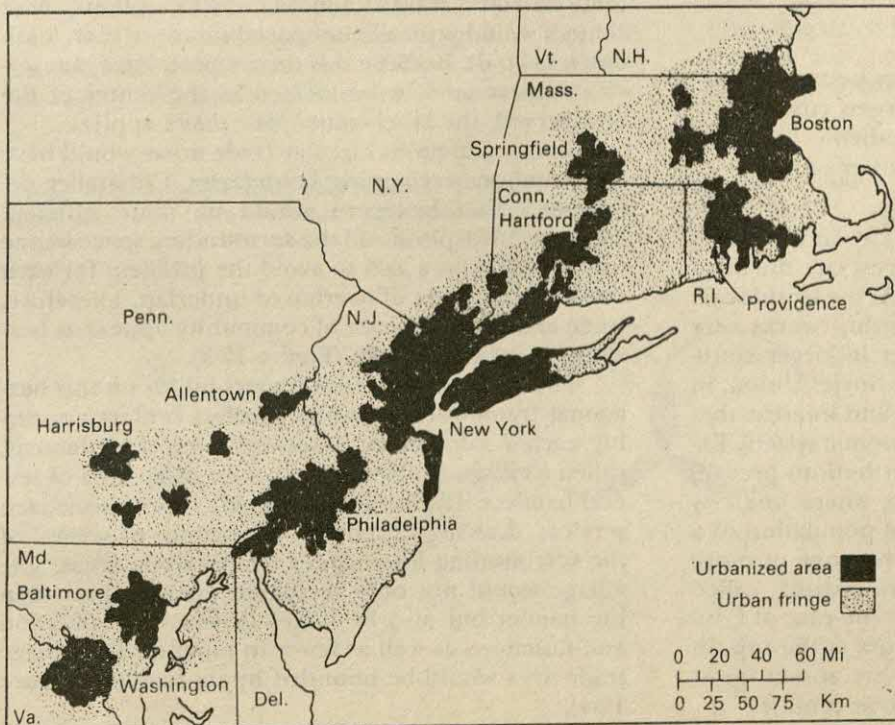 Vt.
N.H.
Mass.
Boston
Springfield
N.Y.
Conn.
Hartford
Penn.
N.J.
R.I.
Providence
Allentown
Harrisburg
New York
Philadelphia
Md.
Baltimore
Urbanized area
Urban fringe
Washington
0 20 40 60 Mi
0 25 50 75 Km
Va.
Del.